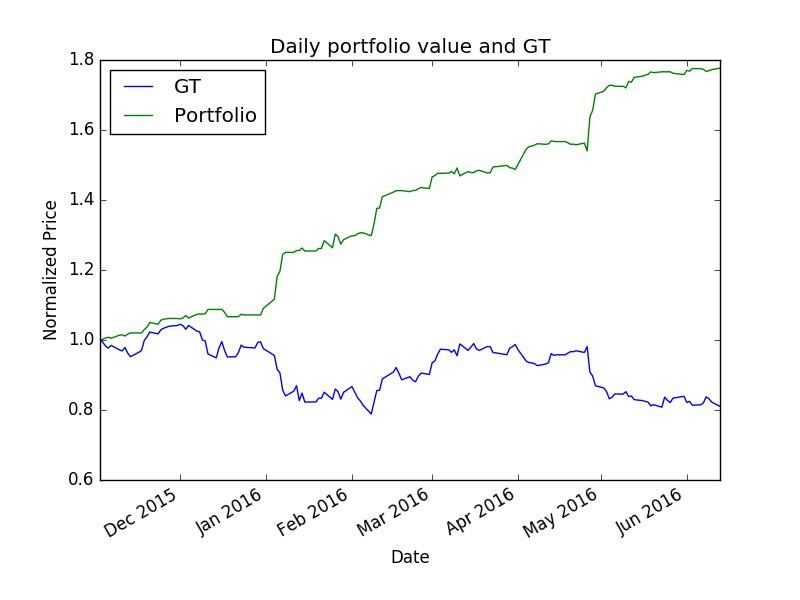 Daily portfolio value and GT
GT
Portfolio
1.8
1.6
1.4
1.2
1.0
0.8
0.6
Normalized Price
Dec 2015
Jan 2016
Feb 2016
Mar 2016
Apr 2016
May 2016
Jun 2016
Date